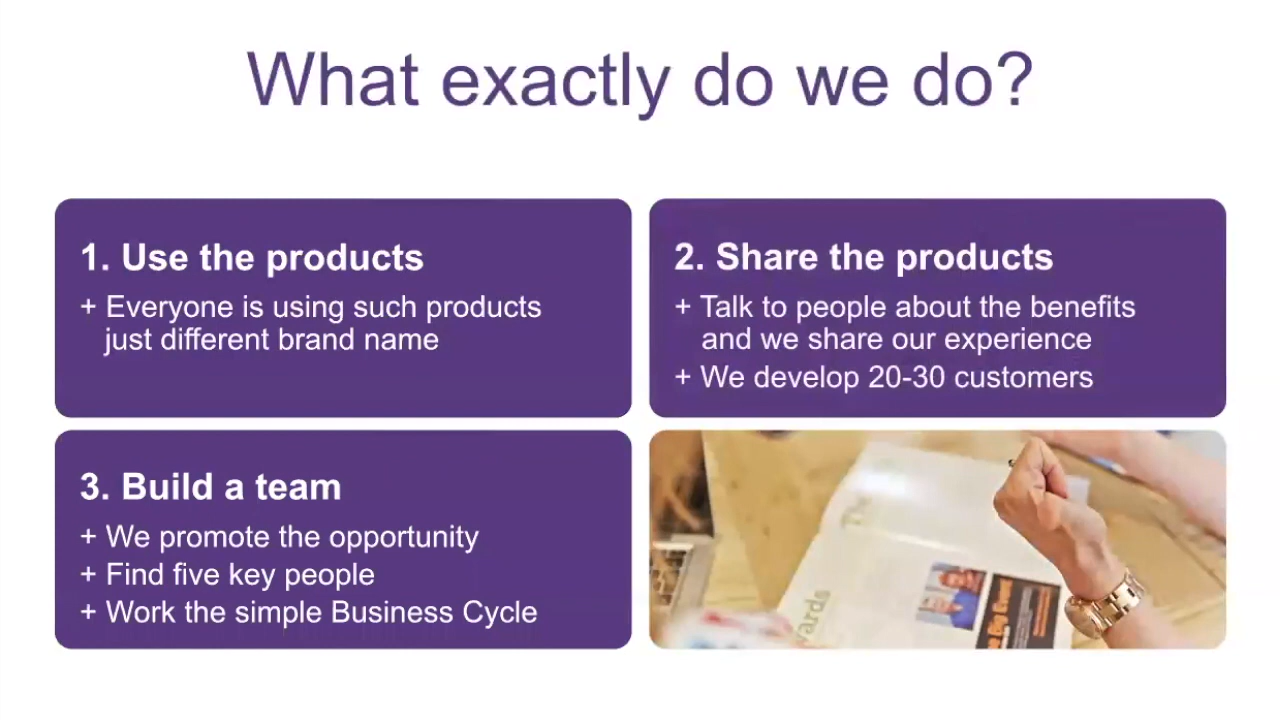 What exactly do we do?
1. Use the products
+ Everyone is using such products
just different brand name
2. Share the products
+ Talk to people about the benefits
and we share our experience
+ We develop 20-30 customers
3. Build a team
+ We promote the opportunity
+ Find five key people
+ Work the simple Business Cycle
Big Event